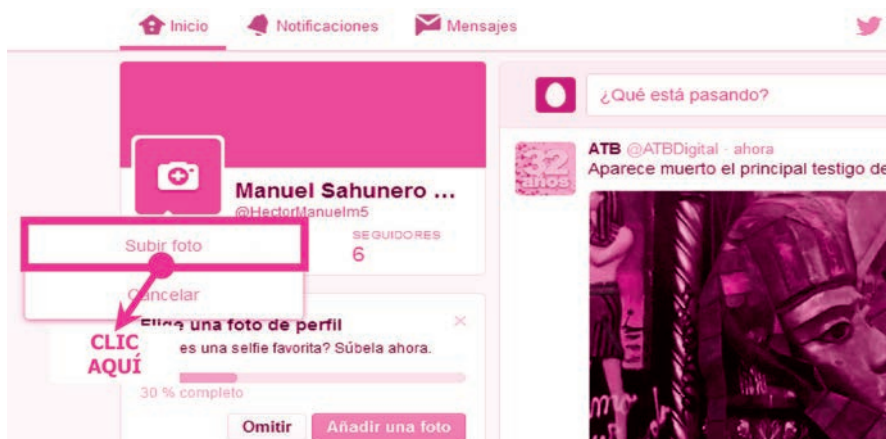 Inicio
Notificaciones
Mensajes
¿Qué está pasando?
ATB @ATBDigital · ahora
Aparece muerto el principal testigo de
32
años
Manuel Sahunero ...
@HectorManuelm5
SEGUIDORES
6
Subir foto
Cancelar
CLIC
AQUÍ
Elige una foto de perfil
es una selfie favorita? Súbela ahora.
30 % completo
Omitir
Añadir una foto